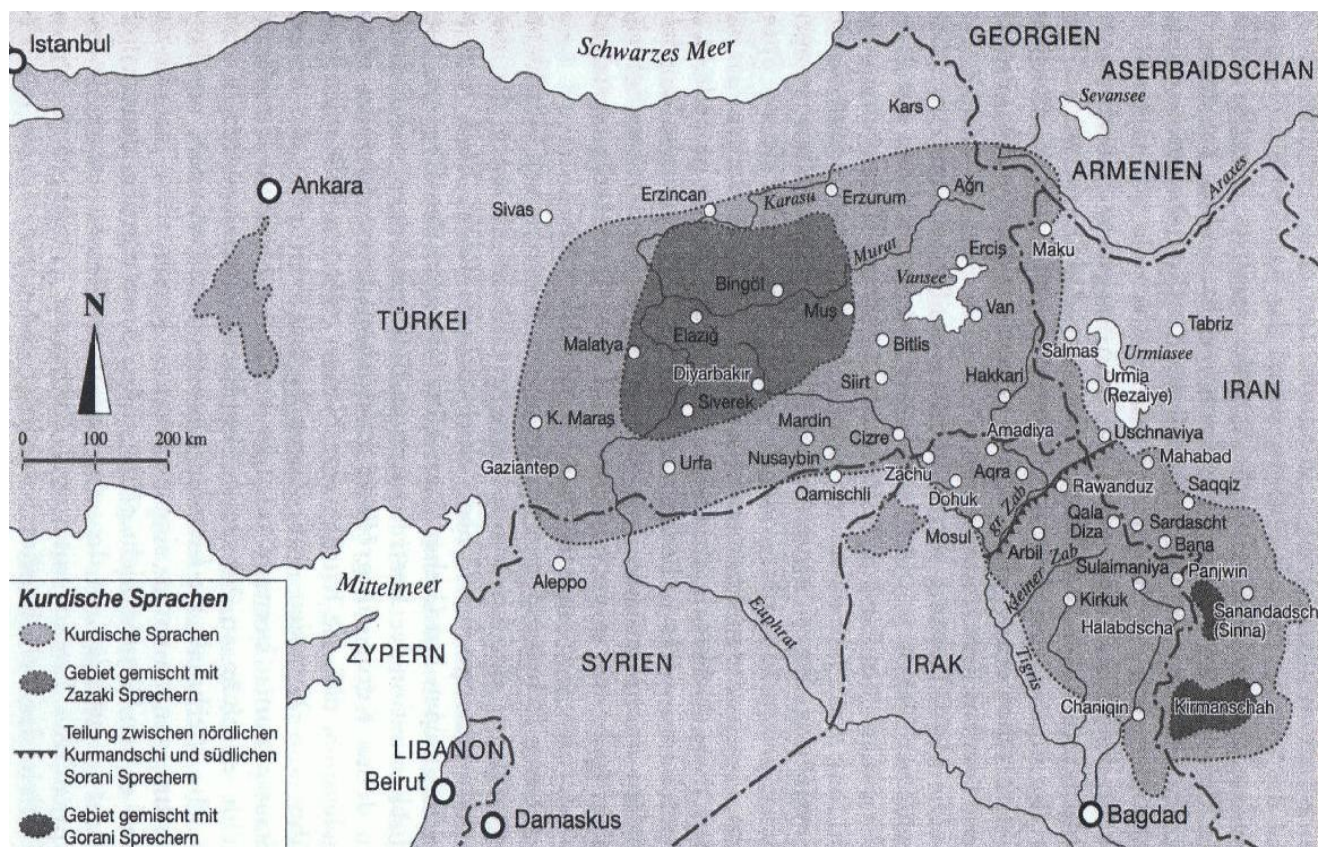 Istanbul
Schwarzes Meer
GEORGIEN
ASERBAIDSCHAN
Sevansee
Kars
ARMENIEN
Araxes
Ankara
Sivas
Erzincan
Karasu
Erzurum
Ağrı
Maku
Murat
Erciş
Vansee
Van
Bingöl
Muş
N
TÜRKEI
Elazığ
Malatya
Bitlis
Salmas
Tabriz
Urmiasee
Diyarbakır
Siirt
Hakkari
Urmia
(Rezaiye)
IRAN
Siverek
K. Maraş
Mardin
Cizre
Amadiya
Uschnaviya
0 100 200 km
Gaziantep
Urfa
Nusaybin
Zachu
Aqra
Mahabad
Qamischli
Dohuk
gr. Zab
Rawanduz
Saqqiz
Mosul
Arbil
Qala
Diza
Sardascht
Bana
Aleppo
kleiner Zab
Sulaimaniya
Panjwin
Mittelmeer
Euphrat
Kirkuk
Halabdscha
Sanandadsch
(Sinna)
ZYPERN
SYRIEN
IRAK
Tigris
Chaniqin
Kirmanschah
LIBANON
Beirut
Damaskus
Bagdad
Kurdische Sprachen
Kurdische Sprachen
Gebiet gemischt mit
Zazaki Sprechern
Teilung zwischen nördlichen
Kurmandschi und südlichen
Sorani Sprechern
Gebiet gemischt mit
Gorani Sprechern